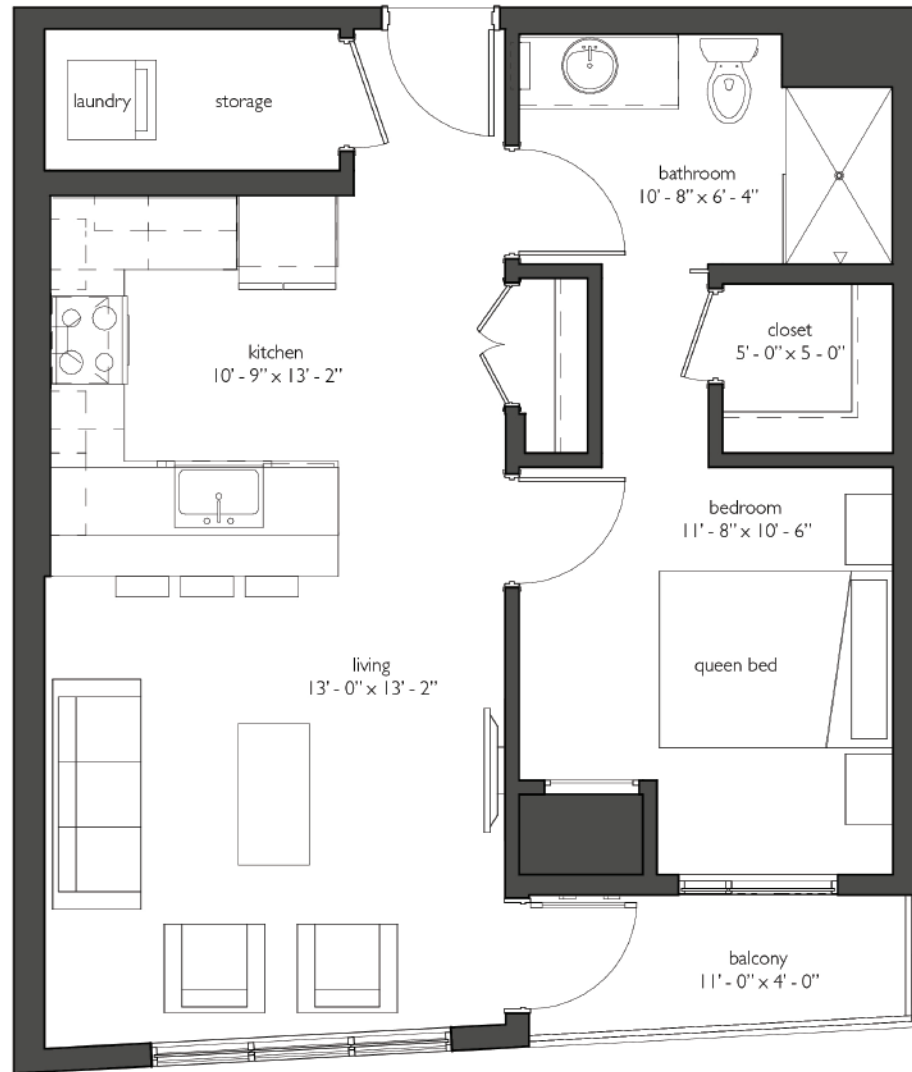 laundry
storage
bathroom
10' - 8" x 6' - 4"
closet
5' - 0" x 5 - 0"
kitchen
10' - 9" x 13' - 2"
bedroom
11' - 8" x 10' - 6"
queen bed
living
13' - 0" x 13' - 2"
balcony
11' - 0" x 4' - 0"